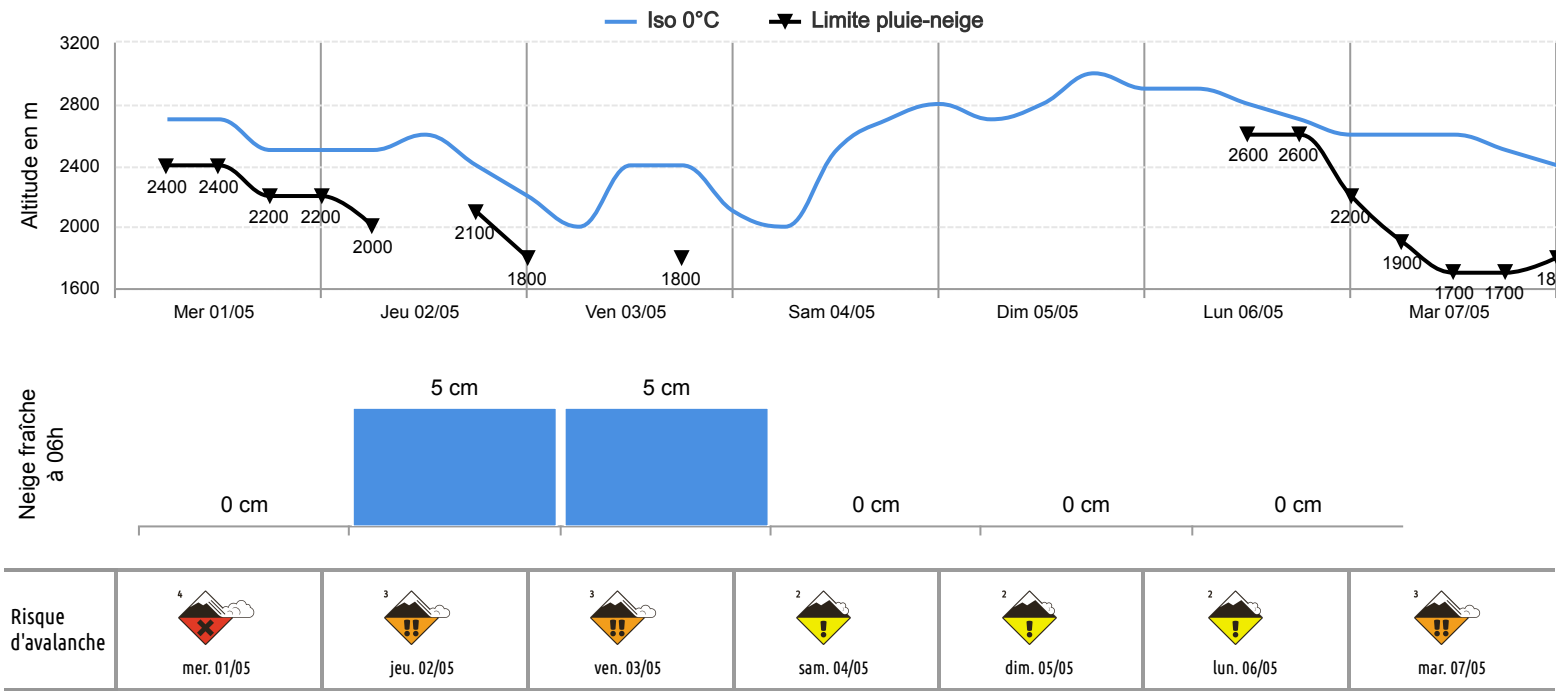 Iso 0°C Limite pluie-neige
Altitude en m
3200
2800
2400
2000
1600
2400 2400 2200 2200 2000 2100 1800 1800 2600 2600 2200 1900 1700 1700 18
Mer 01/05 Jeu 02/05 Ven 03/05 Sam 04/05 Dim 05/05 Lun 06/05 Mar 07/05
Neige fraîche
à 06h
0 cm 5 cm 5 cm 0 cm 0 cm 0 cm
Risque
d'avalanche
4 3 3 2 2 2 3
! ! ! ! ! ! ! ! !
mer. 01/05 jeu. 02/05 ven. 03/05 sam. 04/05 dim. 05/05 lun. 06/05 mar. 07/05